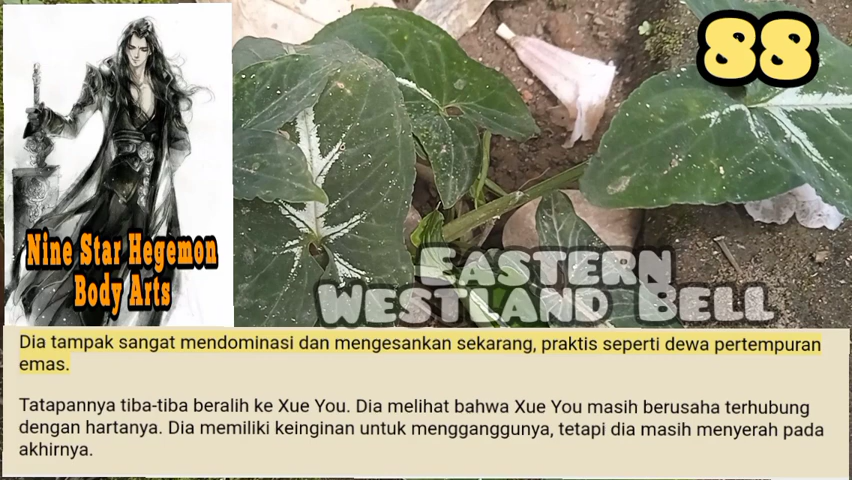 88
Nine Star Hegemon
Body Arts
Eastern
Westland Bell
Dia tampak sangat mendominasi dan mengesankan sekarang, praktis seperti dewa pertempuran
emas.
Tatapannya tiba-tiba beralih ke Xue You. Dia melihat bahwa Xue You masih berusaha terhubung
dengan hartanya. Dia memiliki keinginan untuk mengganggunya, tetapi dia masih menyerah pada
akhirnya.